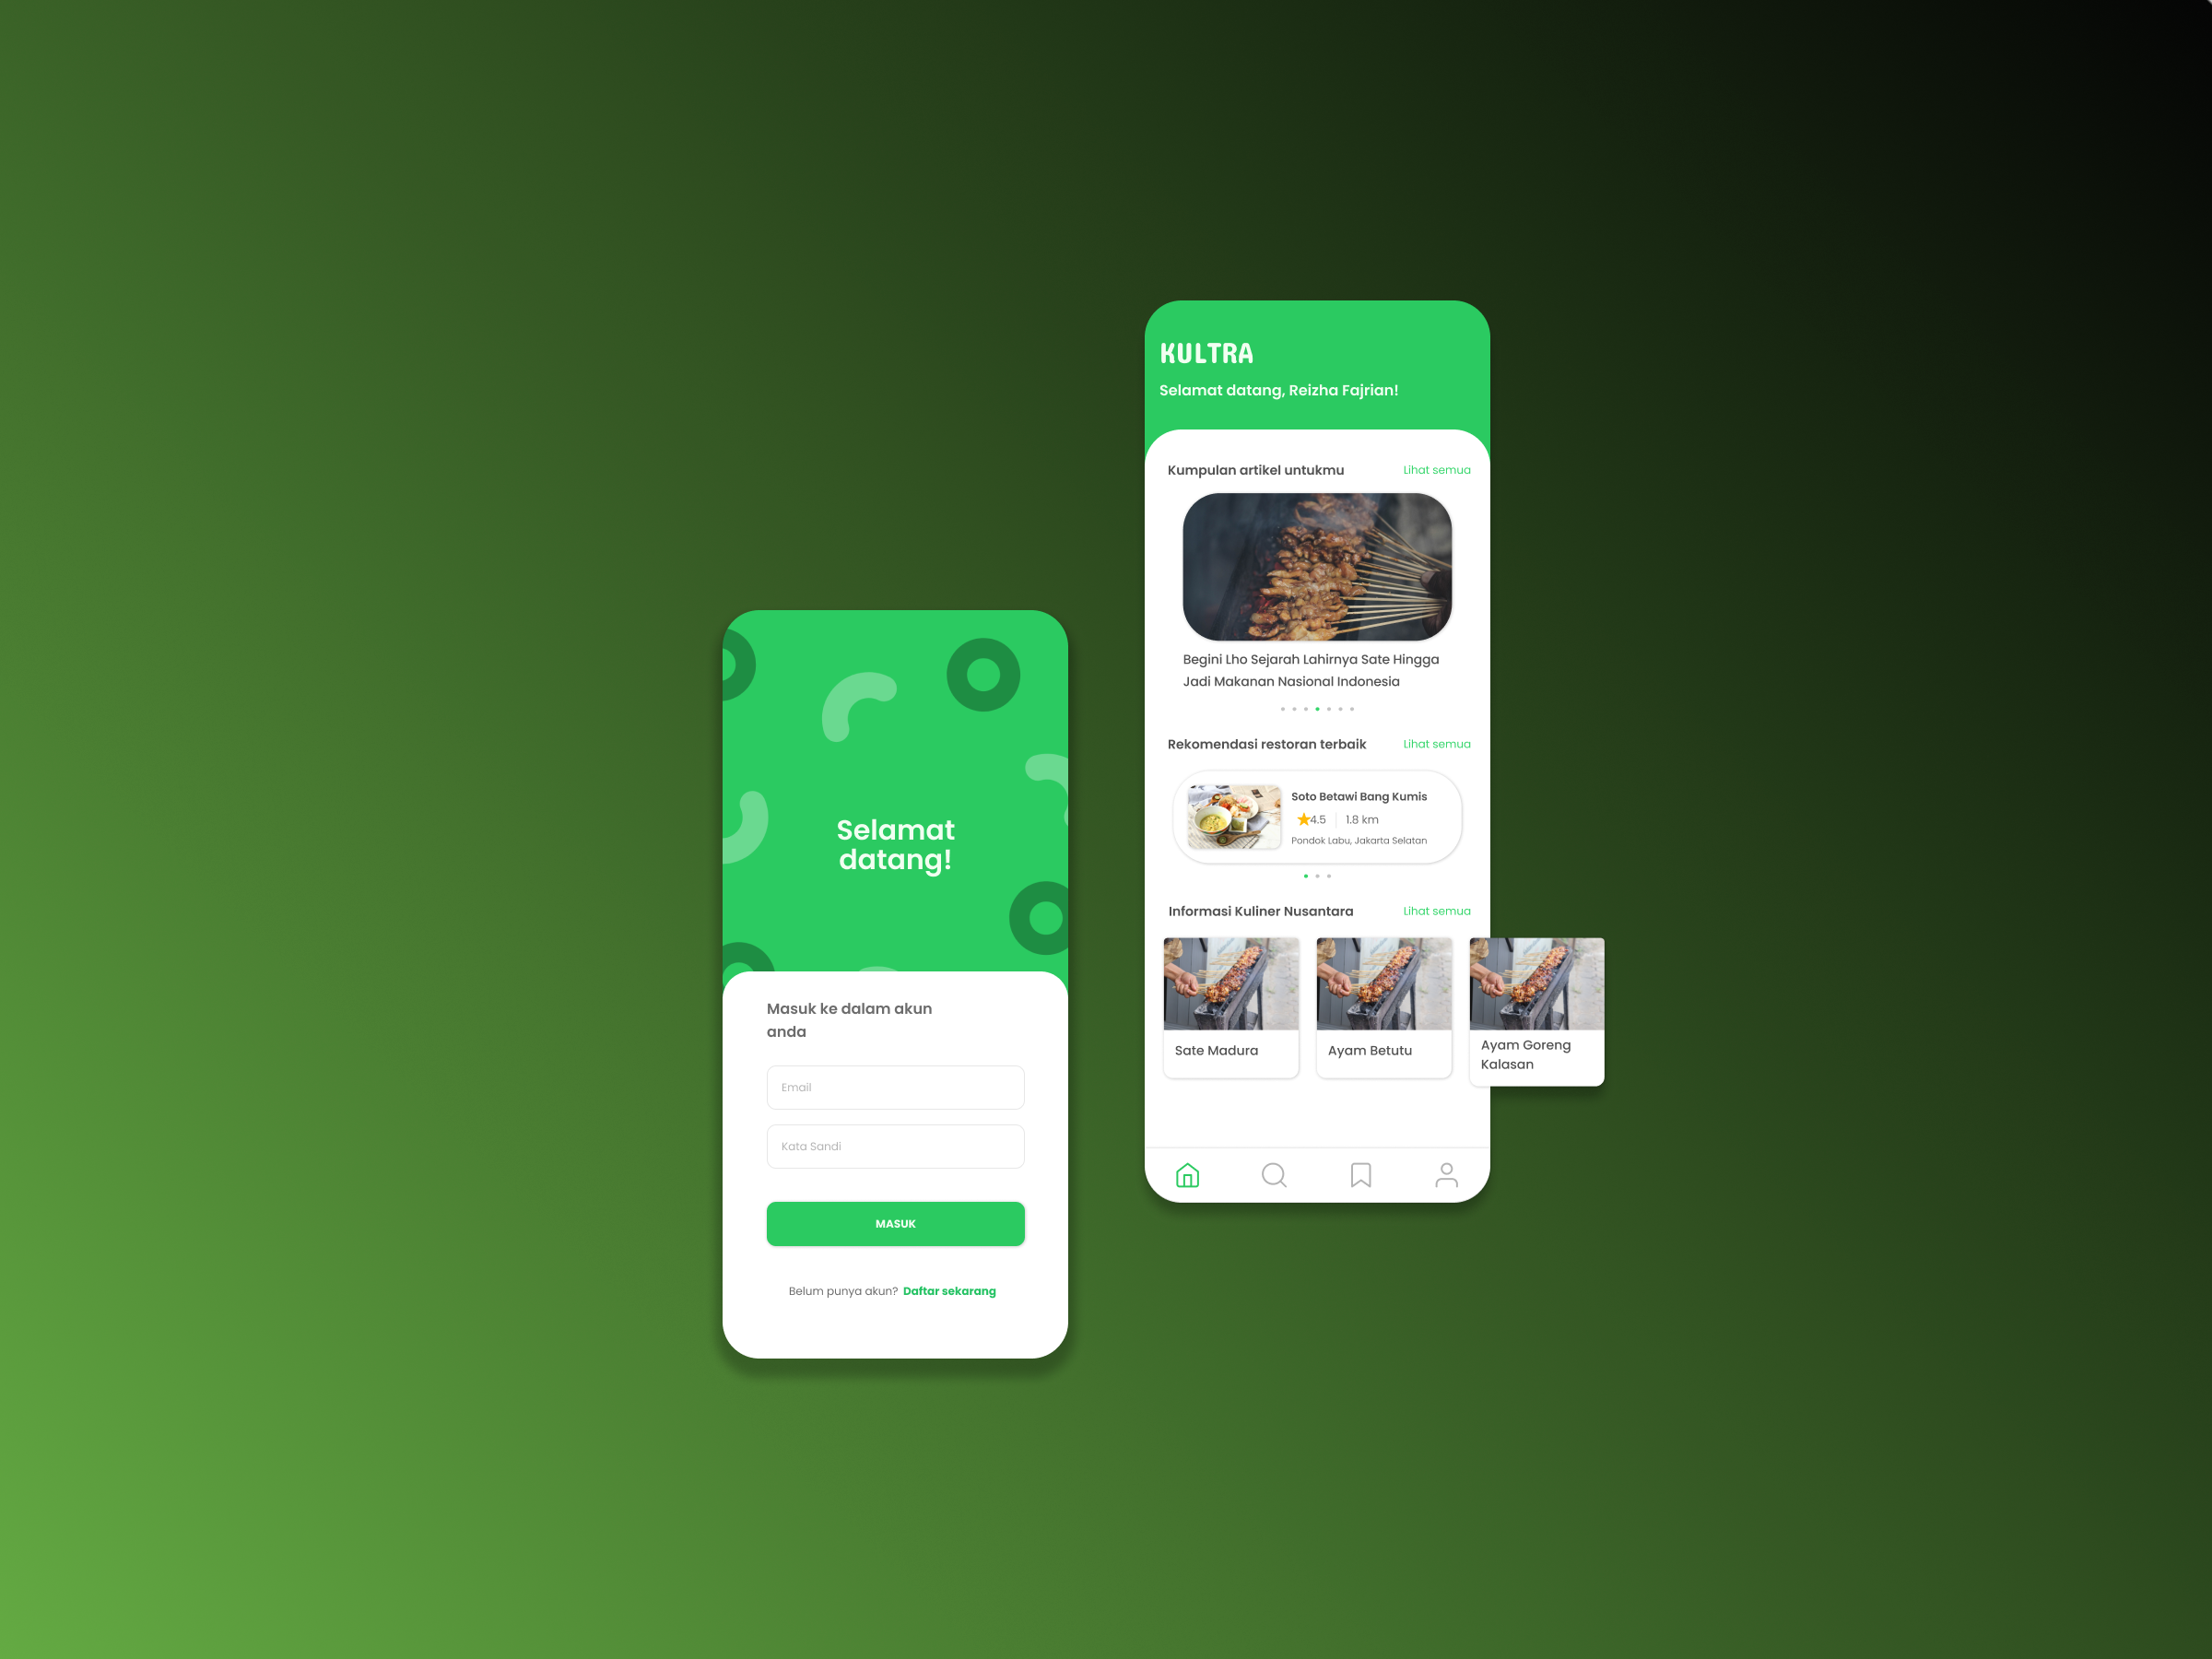 Selamat
datang!
Masuk ke dalam akun
anda
Email
Kata Sandi
MASUK
Belum punya akun? Daftar sekarang
KULTRA
Selamat datang, Reizha Fajrian!
Kumpulan artikel untukmu Lihat semua
Begini Lho Sejarah Lahirnya Sate Hingga
Jadi Makanan Nasional Indonesia
Rekomendasi restoran terbaik Lihat semua
Soto Betawi Bang Kumis
4.5 1.8 km
Pondok Labu, Jakarta Selatan
Informasi Kuliner Nusantara Lihat semua
Sate Madura
Ayam Betutu
Ayam Goreng
Kalasan